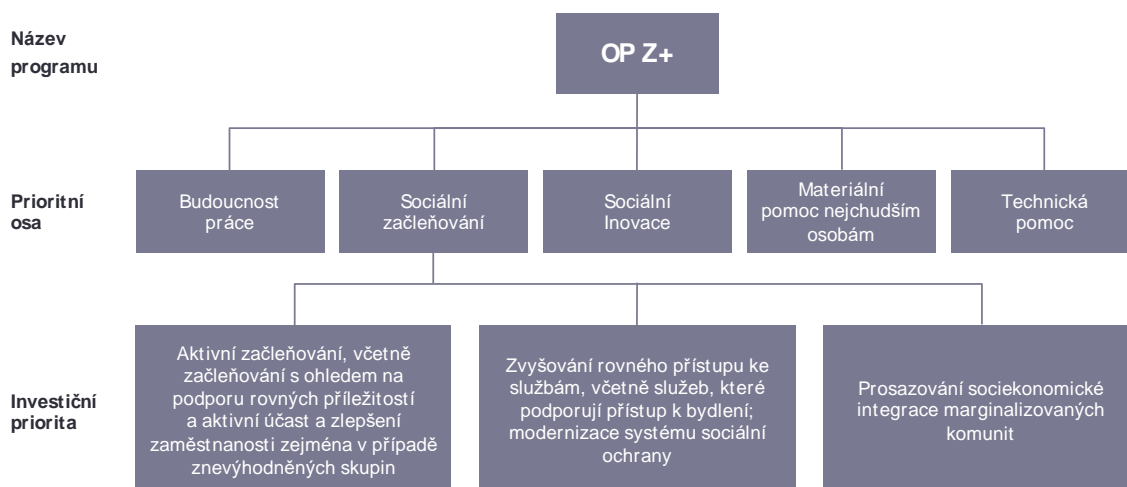 Název
programu
OP Z+
Prioritní
osa
Budoucnost
práce
Sociální
začleňování
Sociální
Inovace
Materiální
pomoc nejchudším
osobám
Technická
pomoc
Investiční
priorita
Aktivní začleňování, včetně
začleňování s ohledem na
podporu rovných příležitostí
a aktivní účast a zlepšení
zaměstnanosti zejména v případě
znevýhodněných skupin
Zvyšování rovného přístupu ke
službám, včetně služeb, které
podporují přístup k bydlení;
modernizace systému sociální
ochrany
Prosazování sociekonomické
integrace marginalizovaných
komunit